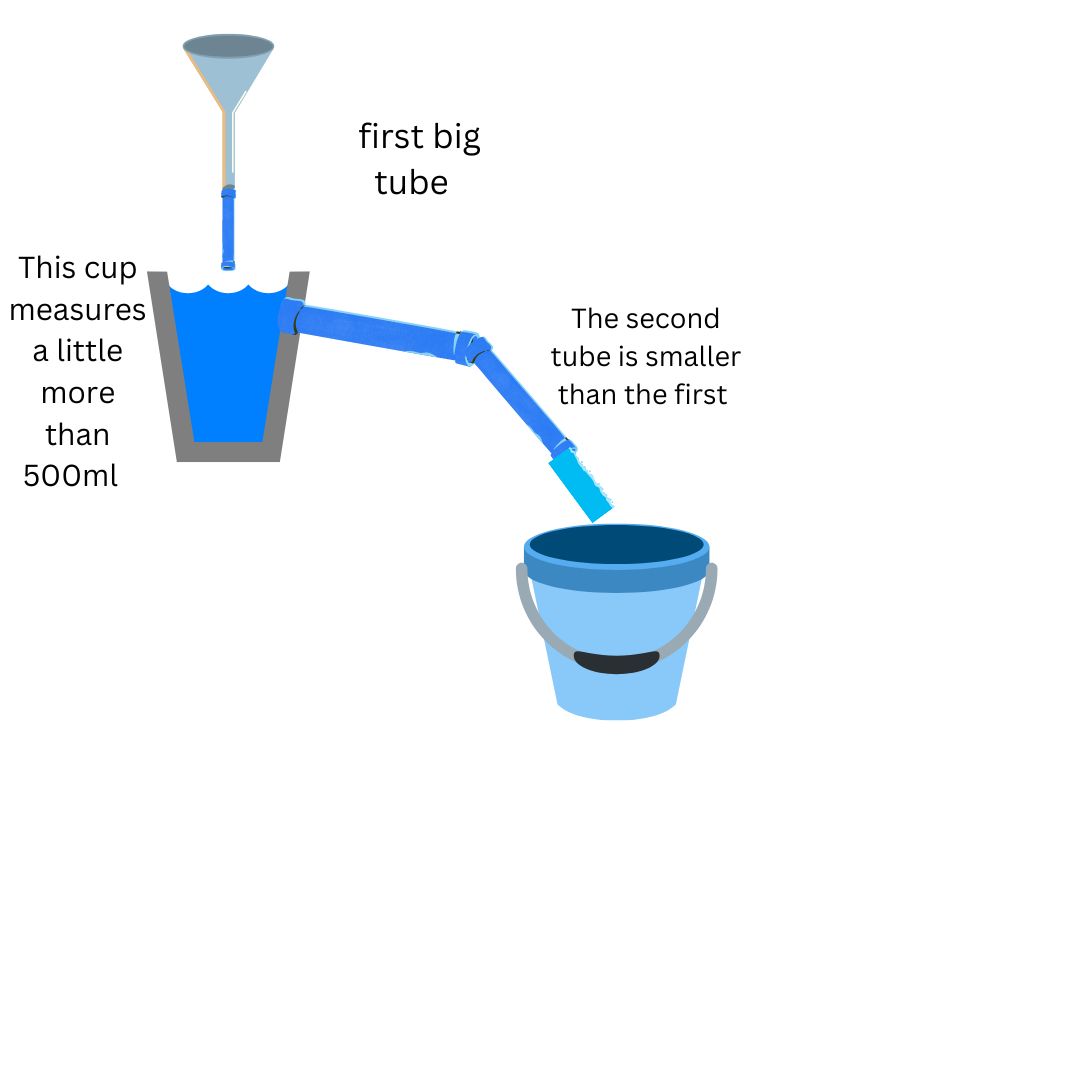 first big
tube
This cup
measures
a little
more
than
500ml
The second
tube is smaller
than the first